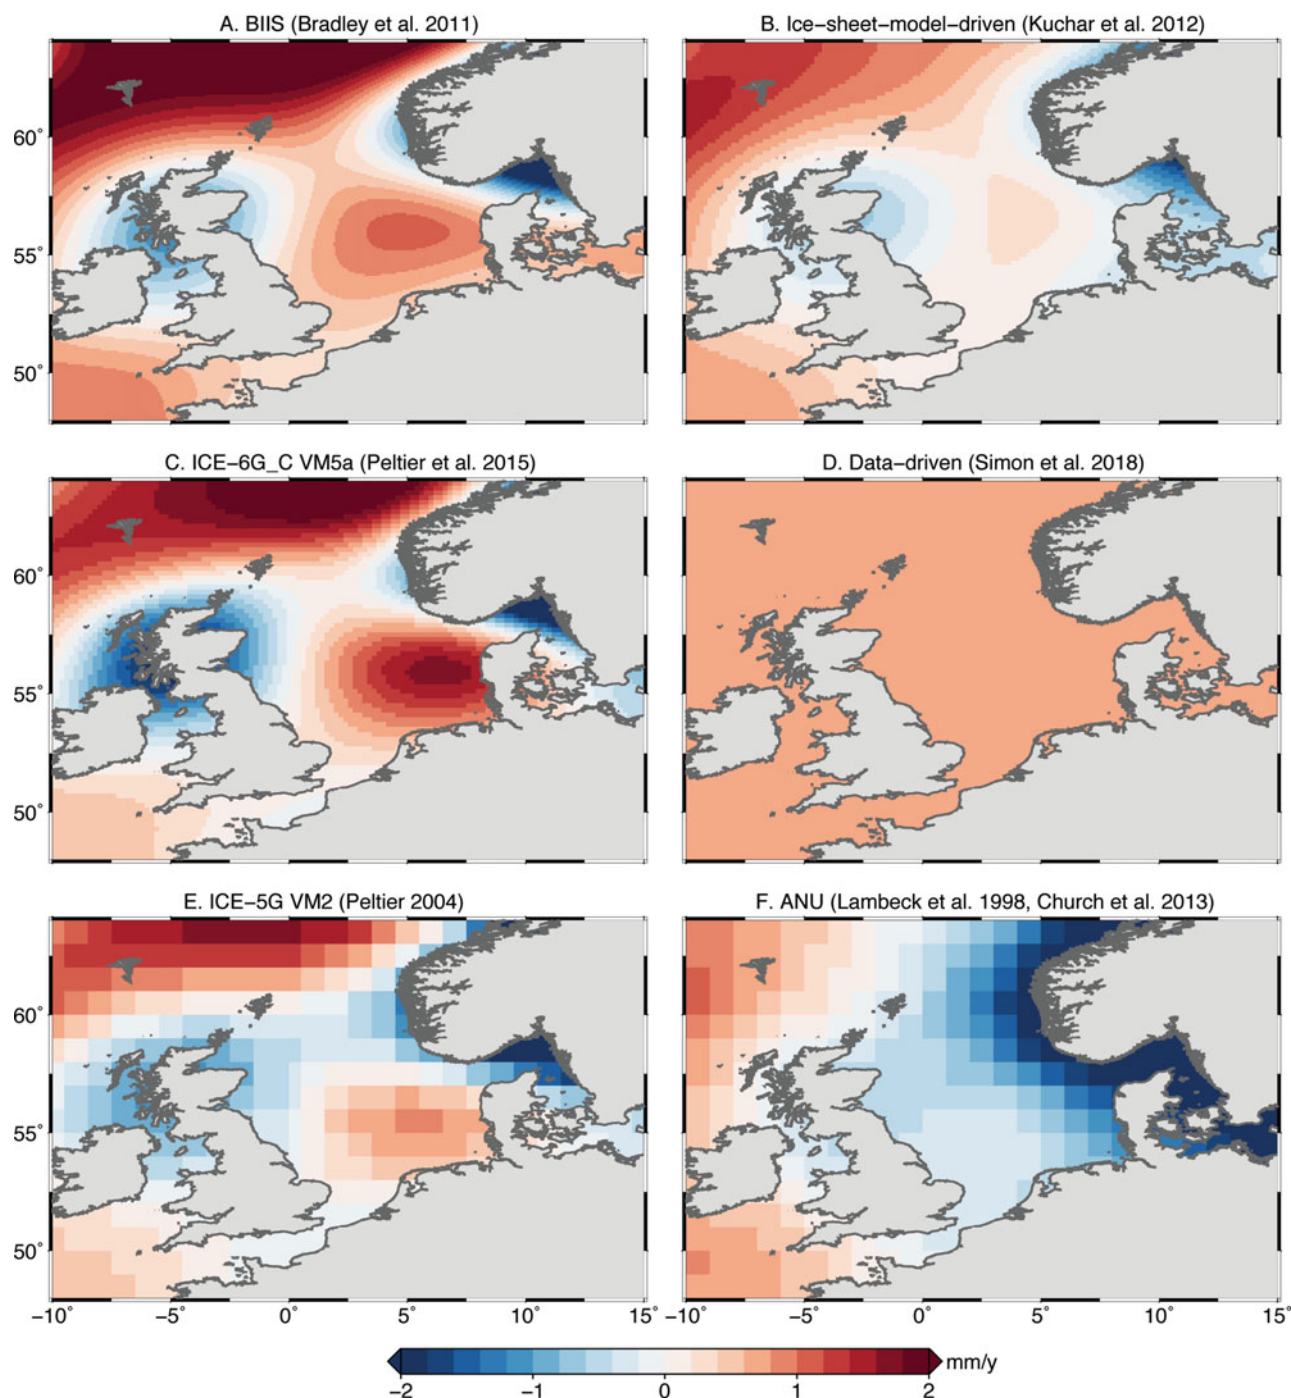 A. BIIS (Bradley et al. 2011)
B. Ice−sheet−model−driven (Kuchar et al. 2012)
60˚
55˚
50˚
C. ICE−6G_C VM5a (Peltier et al. 2015)
D. Data−driven (Simon et al. 2018)
60˚
55˚
50˚
E. ICE−5G VM2 (Peltier 2004)
F. ANU (Lambeck et al. 1998, Church et al. 2013)
60˚
55˚
50˚
−10˚ −5˚ 0˚ 5˚ 10˚ 15˚
−10˚ −5˚ 0˚ 5˚ 10˚ 15˚
mm/y
−2 −1 0 1 2